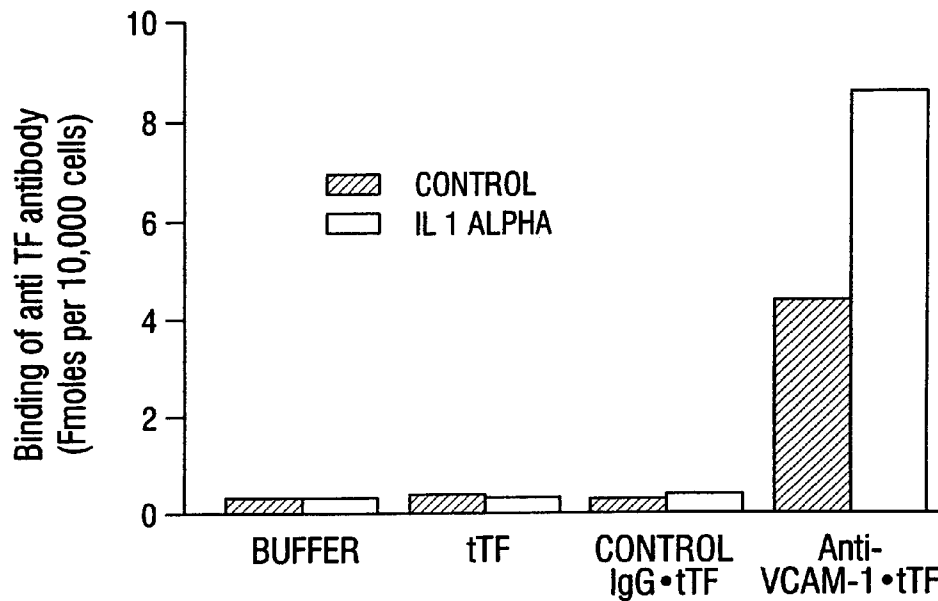 Binding of anti TF antibody
(Fmoles per 10,000 cells)
10
8
6
4
2
0
CONTROL
IL 1 ALPHA
BUFFER
tTF
CONTROL
IgG•tTF
Anti-
VCAM-1•tTF